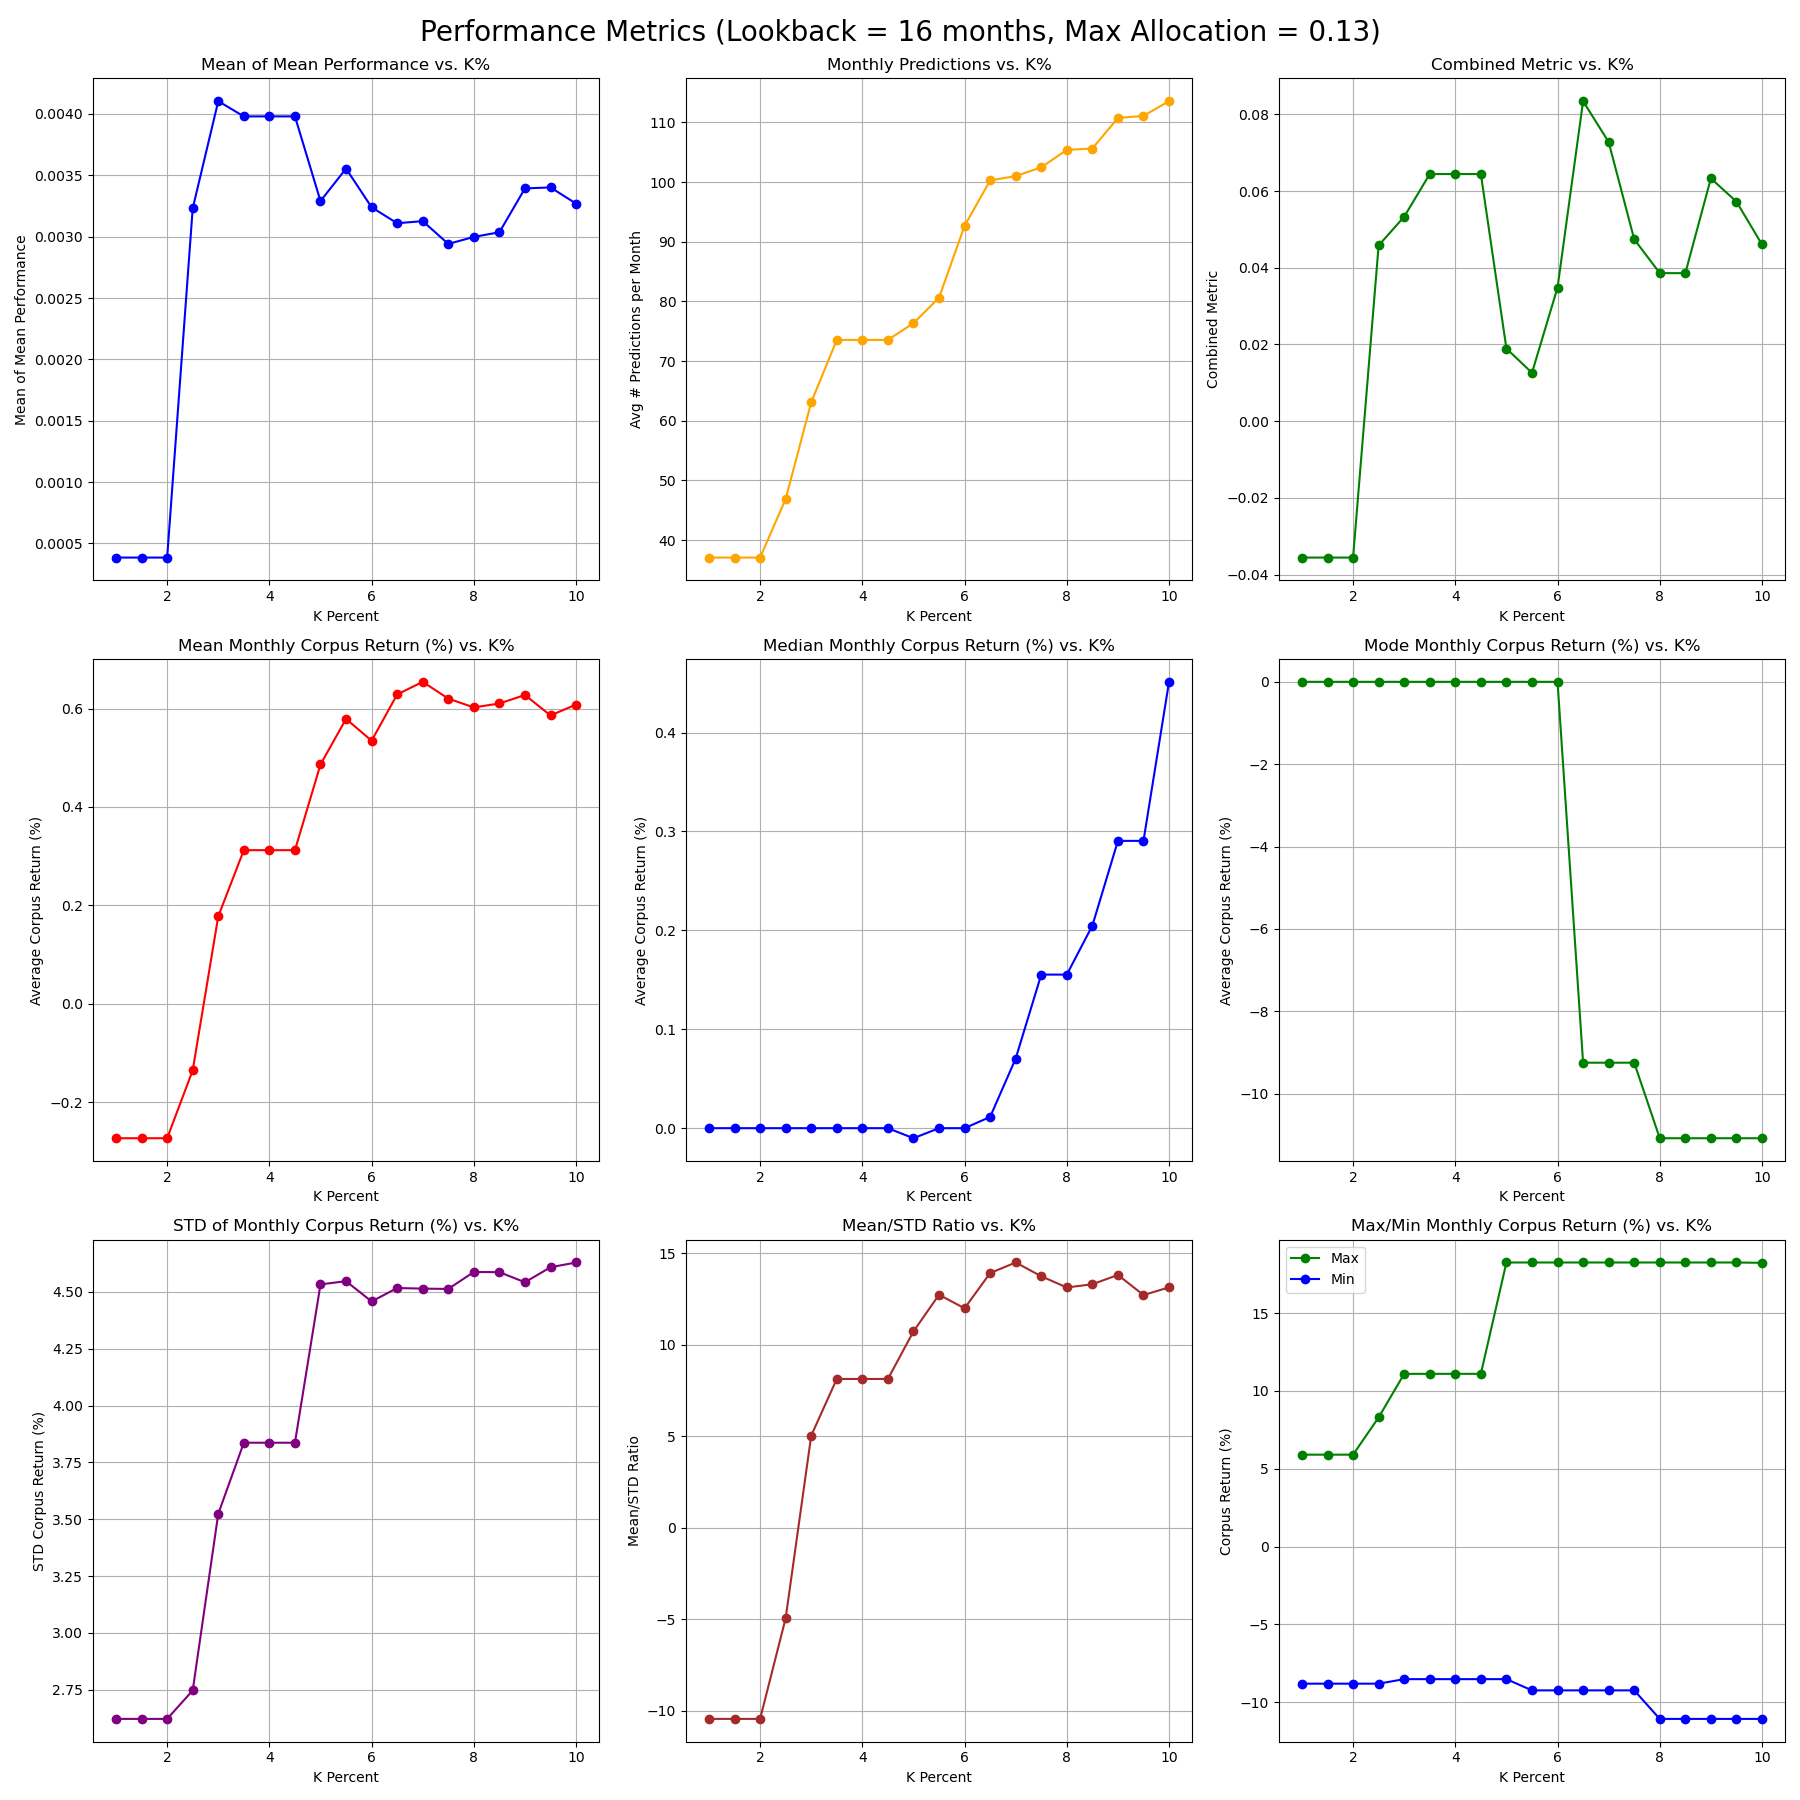 Performance Metrics (Lookback = 16 months, Max Allocation = 0.13)
Mean of Mean Performance vs. K%
Mean of Mean Performance
0.0040
0.0035
0.0030
0.0025
0.0020
0.0015
0.0010
0.0005
2 4 6 8 10
K Percent
Monthly Predictions vs. K%
Avg # Predictions per Month
110
100
90
80
70
60
50
40
2 4 6 8 10
K Percent
Combined Metric vs. K%
Combined Metric
0.08
0.06
0.04
0.02
0.00
−0.02
−0.04
2 4 6 8 10
K Percent
Mean Monthly Corpus Return (%) vs. K%
Average Corpus Return (%)
0.6
0.4
0.2
0.0
−0.2
2 4 6 8 10
K Percent
Median Monthly Corpus Return (%) vs. K%
Average Corpus Return (%)
0.4
0.3
0.2
0.1
0.0
2 4 6 8 10
K Percent
Mode Monthly Corpus Return (%) vs. K%
Average Corpus Return (%)
0
−2
−4
−6
−8
−10
2 4 6 8 10
K Percent
STD of Monthly Corpus Return (%) vs. K%
STD Corpus Return (%)
4.50
4.25
4.00
3.75
3.50
3.25
3.00
2.75
2 4 6 8 10
K Percent
Mean/STD Ratio vs. K%
Mean/STD Ratio
15
10
5
0
−5
−10
2 4 6 8 10
K Percent
Max/Min Monthly Corpus Return (%) vs. K%
Max
Min
Corpus Return (%)
15
10
5
0
−5
−10
2 4 6 8 10
K Percent